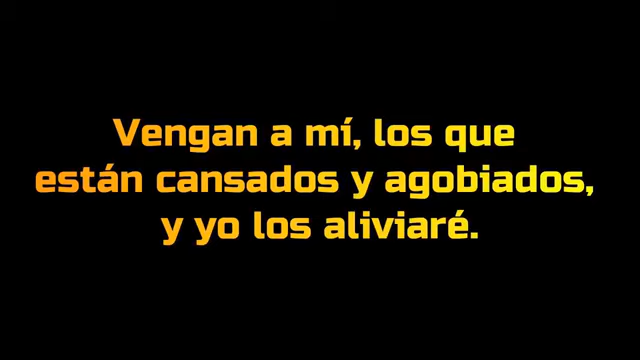 Vengan a mí, los que
están cansados y agobiados,
y yo los aliviaré.